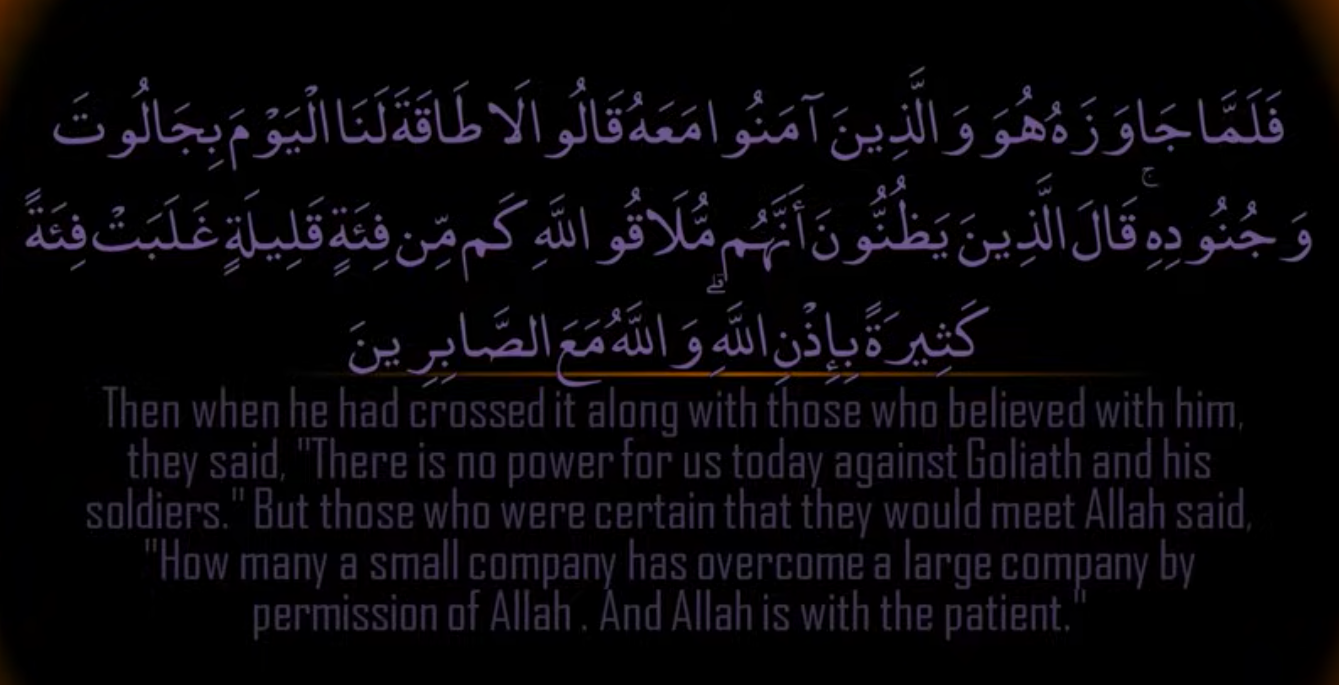 فَلَمَّا جَاوَزَهُ هُوَ وَالَّذِينَ آمَنُوا مَعَهُ قَالُوا لَا طَاقَةَ لَنَا الْيَوْمَ بِجَالُوتَ
وَجُنُودِهِ ۚ قَالَ الَّذِينَ يَظُنُّونَ أَنَّهُم مُّلَاقُو اللَّهِ كَم مِّن فِئَةٍ قَلِيلَةٍ غَلَبَتْ فِئَةً
كَثِيرَةً بِإِذْنِ اللَّهِ ۗ وَاللَّهُ مَعَ الصَّابِرِينَ
Then when he had crossed it along with those who believed with him,
they said, "There is no power for us today against Goliath and his
soldiers." But those who were certain that they would meet Allah said,
"How many a small company has overcome a large company by
permission of Allah . And Allah is with the patient."